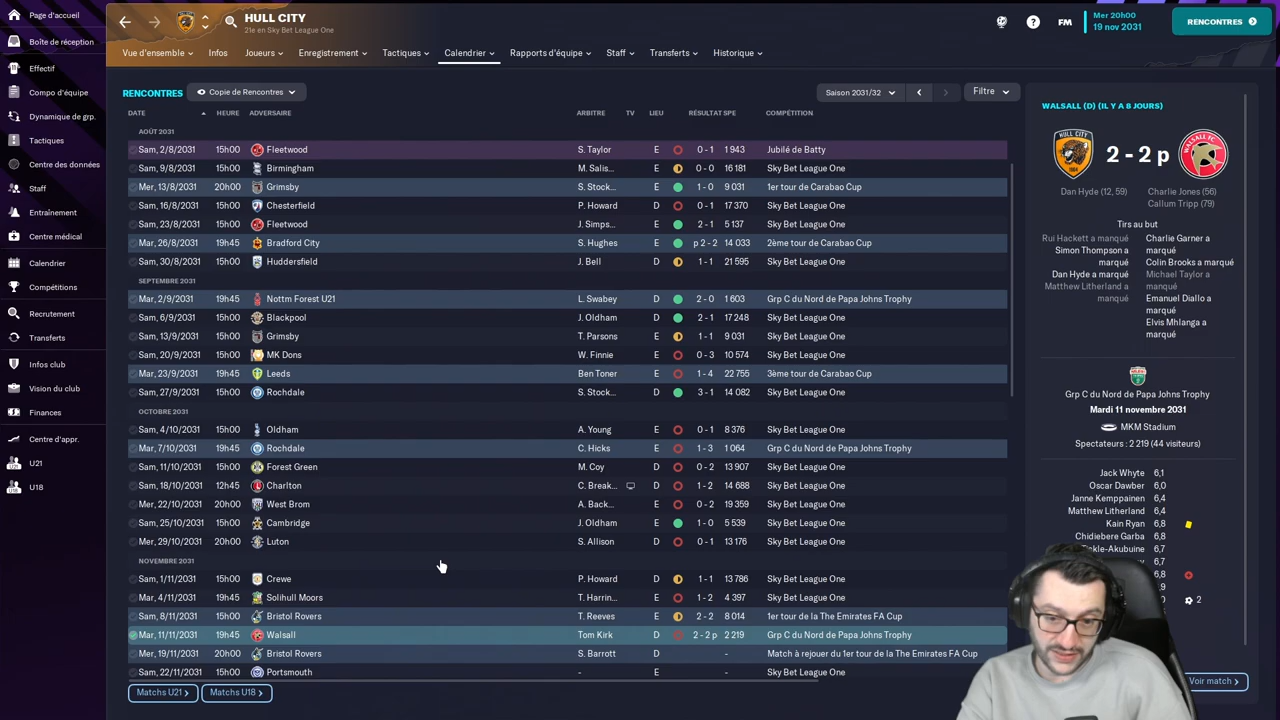 Page d'accueil
Boîte de réception
Effectif
Compo d'équipe
Dynamique de grp.
Tactiques
Centre des données
Staff
Entraînement
Centre médical
Calendrier
Compétitions
Recrutement
Transferts
Infos club
Vision du club
Finances
Centre d'appr.
U21
U18
HULL CITY
21e en Sky Bet League One
FM
Mer 20h00
19 nov 2031
RENCONTRES
Vue d'ensemble Infos Joueurs Enregistrement Tactiques Calendrier Rapports d'équipe Staff Transferts Historique
RENCONTRES Copie de Rencontres Saison 2031/32 Filtre
DATE HEURE ADVERSAIRE ARBITRE TV LIEU RÉSULTAT SPE COMPÉTITION
AOÛT 2031
Sam, 2/8/2031 15h00 Fleetwood S. Taylor E 0 - 1 1 943 Jubilé de Batty
Sam, 9/8/2031 15h00 Birmingham M. Salis... E 0 - 0 16 181 Sky Bet League One
Mer, 13/8/2031 20h00 Grimsby S. Stock... E 1 - 0 9 031 1er tour de Carabao Cup
Sam, 16/8/2031 15h00 Chesterfield P. Howard D 0 - 1 17 370 Sky Bet League One
Sam, 23/8/2031 15h00 Fleetwood J. Simps... E 2 - 1 5 137 Sky Bet League One
Mar, 26/8/2031 19h45 Bradford City S. Hughes E p 2 - 2 14 033 2ème tour de Carabao Cup
Sam, 30/8/2031 15h00 Huddersfield J. Bell E 1 - 1 21 595 Sky Bet League One
SEPTEMBRE 2031
Mar, 2/9/2031 19h45 Nottm Forest U21 L. Swabey D 2 - 0 1 603 Grp C du Nord de Papa Johns Trophy
Sam, 6/9/2031 15h00 Blackpool J. Oldham D 2 - 1 17 248 Sky Bet League One
Sam, 13/9/2031 15h00 Grimsby T. Parsons E 1 - 1 9 031 Sky Bet League One
Sam, 20/9/2031 15h00 MK Dons W. Finnie E 0 - 3 10 574 Sky Bet League One
Mar, 23/9/2031 19h45 Leeds Ben Toner E 1 - 4 22 755 3ème tour de Carabao Cup
Sam, 27/9/2031 15h00 Rochdale S. Stock... D 3 - 1 14 082 Sky Bet League One
OCTOBRE 2031
Sam, 4/10/2031 15h00 Oldham A. Young E 0 - 1 8 376 Sky Bet League One
Mar, 7/10/2031 19h45 Rochdale C. Hicks E 1 - 3 1 064 Grp C du Nord de Papa Johns Trophy
Sam, 11/10/2031 15h00 Forest Green M. Coy D 0 - 2 13 907 Sky Bet League One
Sam, 18/10/2031 12h45 Charlton C. Break... D 1 - 2 14 688 Sky Bet League One
Mer, 22/10/2031 20h00 West Brom A. Back... E 0 - 2 19 359 Sky Bet League One
Sam, 25/10/2031 15h00 Cambridge J. Oldham E 1 - 0 5 539 Sky Bet League One
Mer, 29/10/2031 20h00 Luton S. Allison D 0 - 1 13 176 Sky Bet League One
NOVEMBRE 2031
Sam, 1/11/2031 15h00 Crewe P. Howard D 1 - 1 13 786 Sky Bet League One
Mar, 4/11/2031 19h45 Solihull Moors T. Harrin... E 1 - 2 4 397 Sky Bet League One
Sam, 8/11/2031 15h00 Bristol Rovers T. Reeves E 2 - 2 8 014 1er tour de la The Emirates FA Cup
Mar, 11/11/2031 19h45 Walsall Tom Kirk D 2 - 2 p 2 219 Grp C du Nord de Papa Johns Trophy
Mer, 19/11/2031 20h00 Bristol Rovers S. Barrott D - Match à rejouer du 1er tour de la The Emirates FA Cup
Sam, 22/11/2031 15h00 Portsmouth - E - Sky Bet League One
Matchs U21 Matchs U18
WALSALL (D) (IL Y A 8 JOURS)
HULL CITY 2 - 2 p WALSALL FC
Dan Hyde (12, 59) Charlie Jones (56)
Callum Tripp (79)
Tirs au but
Rui Hackett a manqué
Simon Thompson a
manqué
Dan Hyde a manqué
Matthew Litherland a
manqué
Charlie Garner a
manqué
Colin Brooks a manqué
Michael Taylor a
manqué
Emanuel Diallo a
manqué
Elvis Mhlanga a
manqué
Grp C du Nord de Papa Johns Trophy
Mardi 11 novembre 2031
MKM Stadium
Spectateurs : 2 219 (44 visiteurs)
Jack Whyte 6,1
Oscar Dawber 6,0
Janne Kemppainen 6,4
Matthew Litherland 6,4
Kain Ryan 6,8
Chidiebere Garba 6,8
6,7
6,7
6,8
2
Voir match